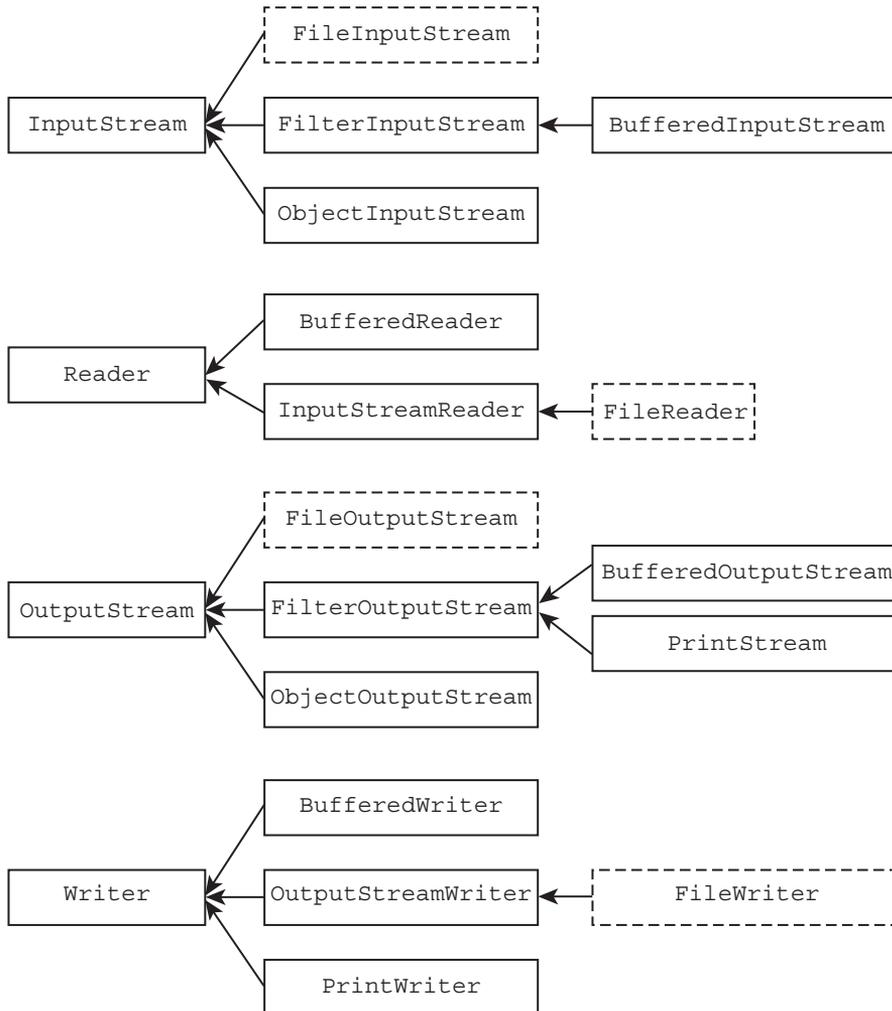 FileInputStream
InputStream
FilterInputStream
BufferedInputStream
ObjectInputStream
BufferedReader
Reader
InputStreamReader
FileReader
FileOutputStream
BufferedOutputStream
OutputStream
FilterOutputStream
PrintStream
ObjectOutputStream
BufferedWriter
Writer
OutputStreamWriter
FileWriter
PrintWriter